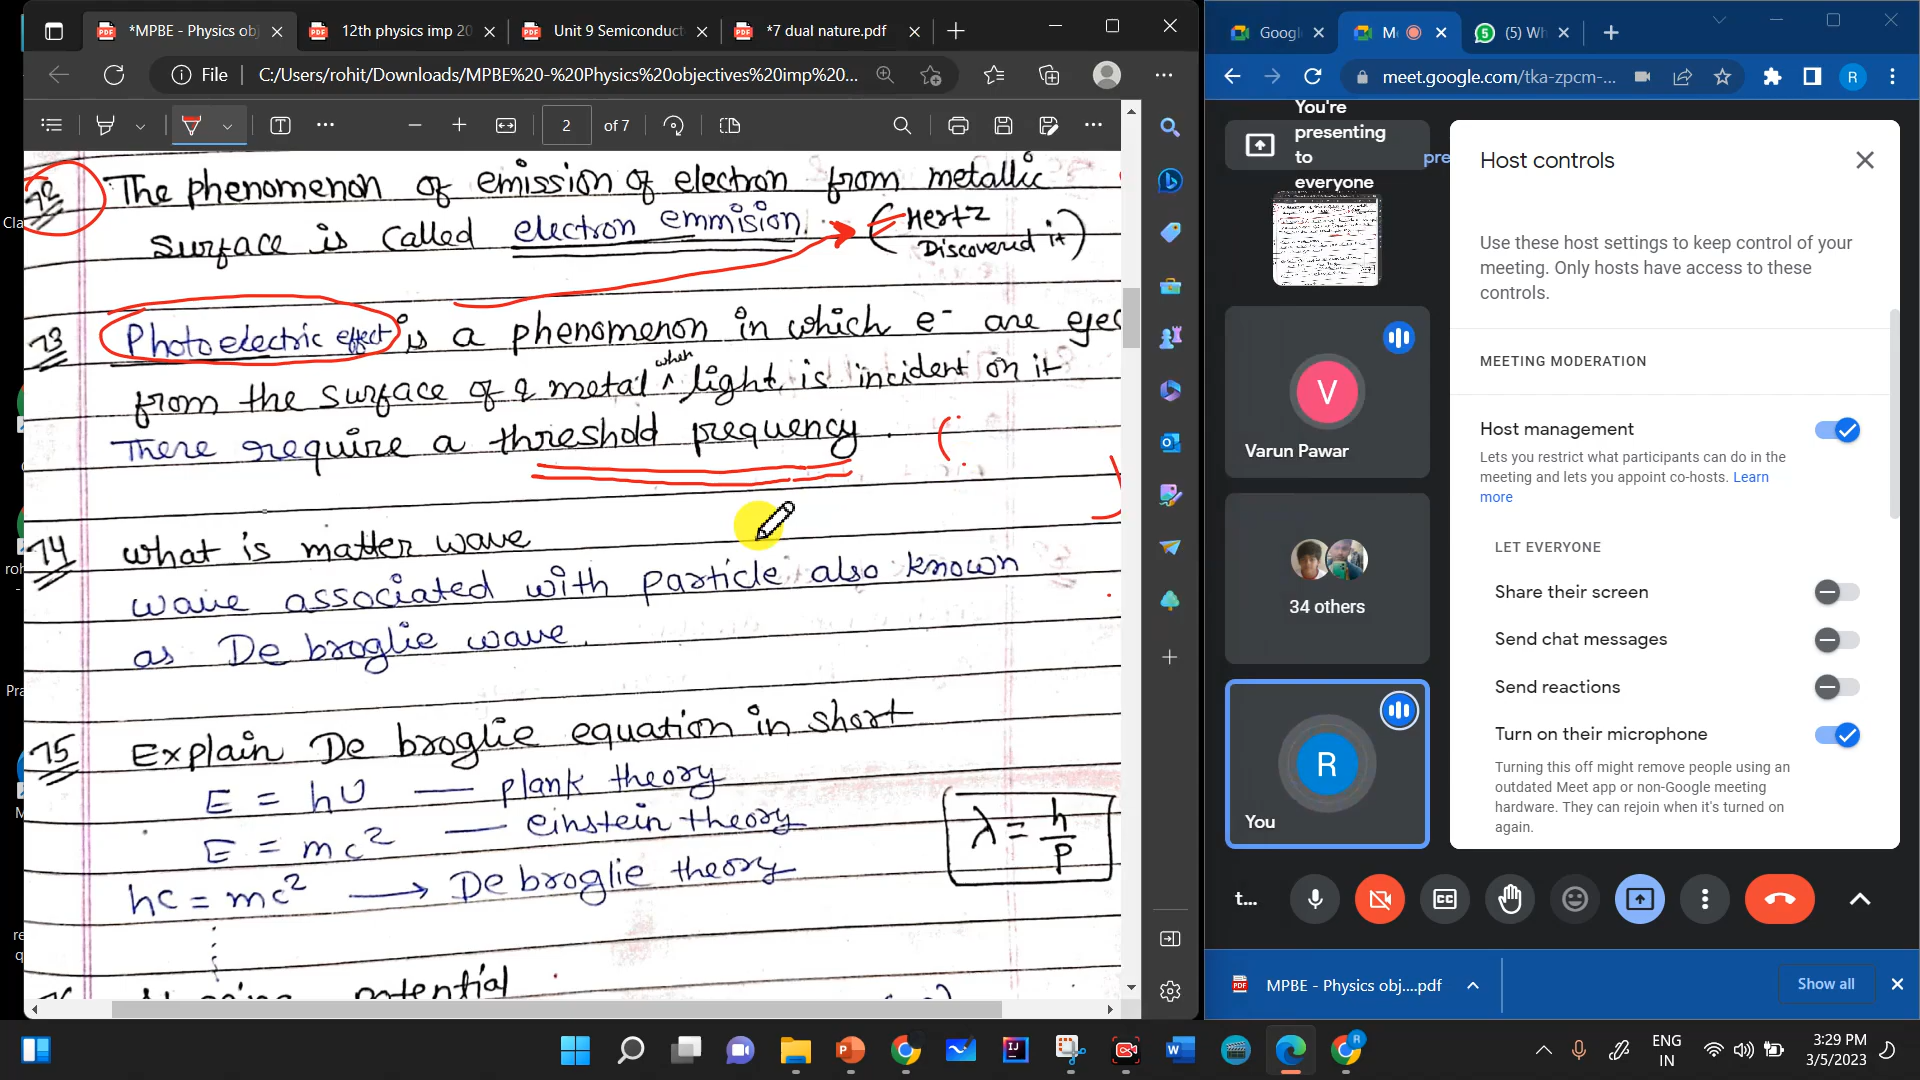 *MPBE - Physics obj
12th physics imp 20
Unit 9 Semiconduct
*7 dual nature.pdf
File
C:/Users/rohit/Downloads/MPBE%20-%20Physics%20objectives%20imp%20...
2 of 7
72 The phenomenon of emission of electron from metallic
surface is called electron emmision. (Hertz
Discovered it)
73 Photoelectric effect is a phenomenon in which e- are ejec
when
from the surface of a metal ^ light is incident on it
There require a threshold frequency.
74 what is matter wave
wave associated with particle also known
as De broglie wave.
75 Explain De broglie equation in short
E = hυ — plank theory
E = mc² — einstein theory
hc = mc² → De broglie theory
λ = h/P
potential
Google
(5) Wh
meet.google.com/tka-zpcm-...
You're
presenting
to
everyone
pre
Varun Pawar
34 others
You
Host controls
Use these host settings to keep control of your
meeting. Only hosts have access to these
controls.
MEETING MODERATION
Host management
Lets you restrict what participants can do in the
meeting and lets you appoint co-hosts. Learn
more
LET EVERYONE
Share their screen
Send chat messages
Send reactions
Turn on their microphone
Turning this off might remove people using an
outdated Meet app or non-Google meeting
hardware. They can rejoin when it's turned on
again.
t...
MPBE - Physics obj....pdf
Show all
ENG
IN
3:29 PM
3/5/2023